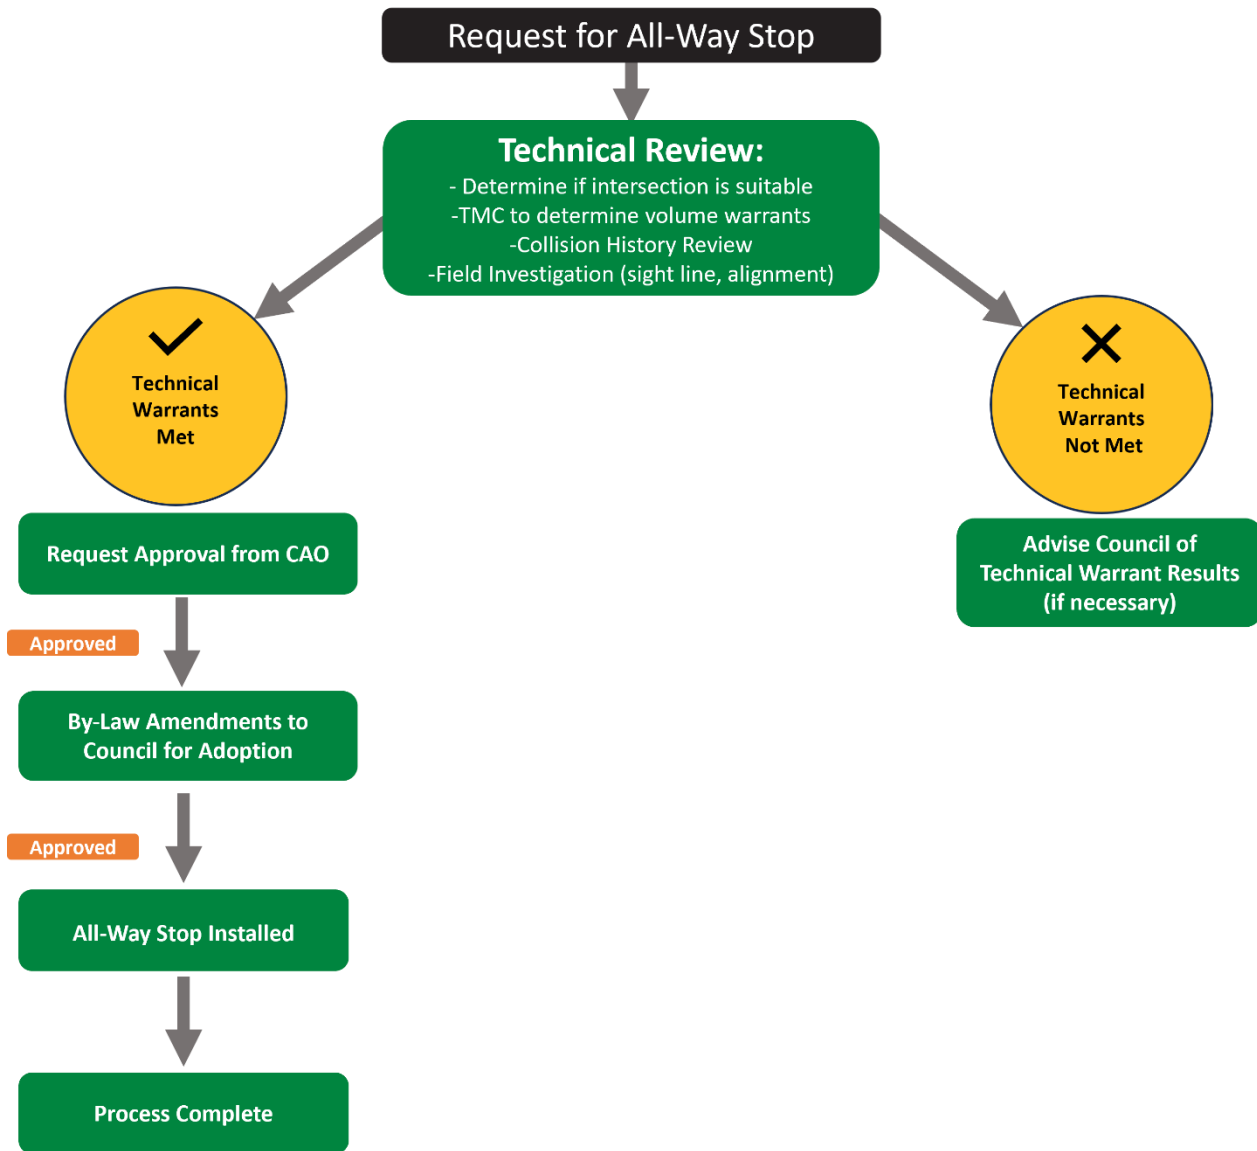 Request for All-Way Stop
Technical Review:
- Determine if intersection is suitable
-TMC to determine volume warrants
-Collision History Review
-Field Investigation (sight line, alignment)
Technical
Warrants
Met
Technical
Warrants
Not Met
Request Approval from CAO
Advise Council of
Technical Warrant Results
(if necessary)
Approved
By-Law Amendments to
Council for Adoption
Approved
All-Way Stop Installed
Process Complete